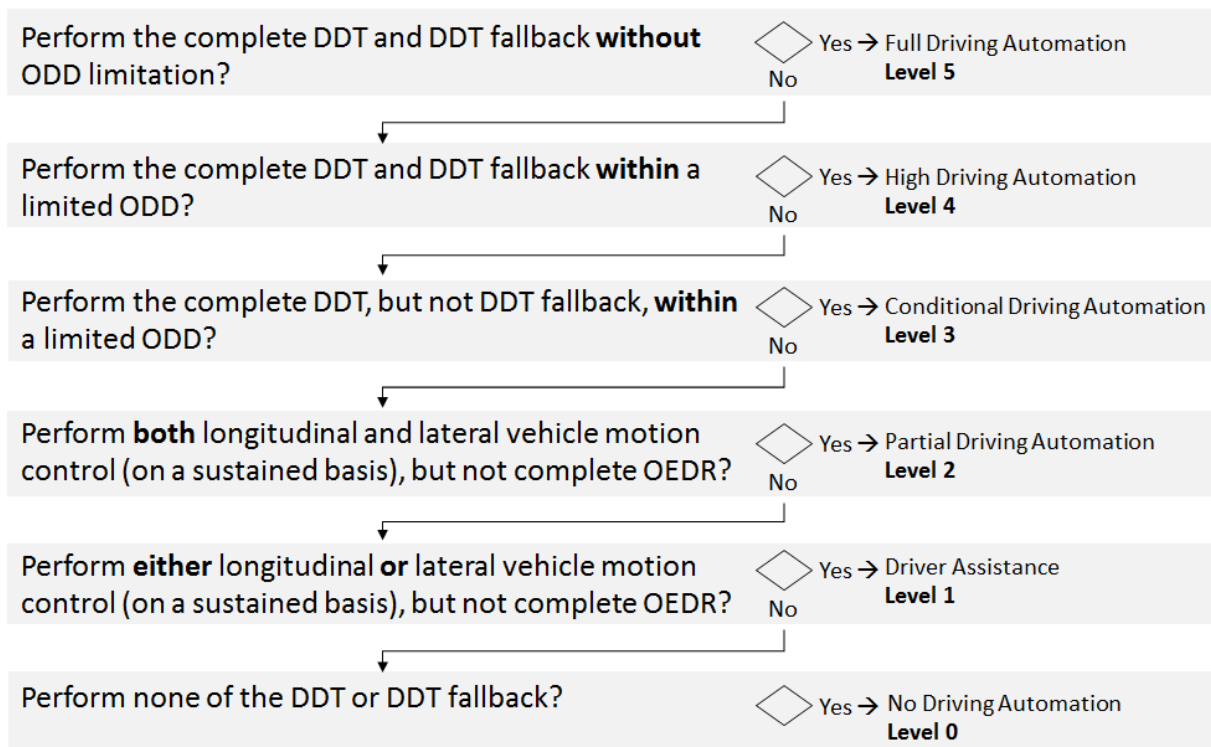 Perform the complete DDT and DDT fallback without
ODD limitation?
Yes → Full Driving Automation
Level 5
No
Perform the complete DDT and DDT fallback within a
limited ODD?
Yes → High Driving Automation
Level 4
No
Perform the complete DDT, but not DDT fallback, within
a limited ODD?
Yes → Conditional Driving Automation
Level 3
No
Perform both longitudinal and lateral vehicle motion
control (on a sustained basis), but not complete OEDR?
Yes → Partial Driving Automation
Level 2
No
Perform either longitudinal or lateral vehicle motion
control (on a sustained basis), but not complete OEDR?
Yes → Driver Assistance
Level 1
No
Perform none of the DDT or DDT fallback?
Yes → No Driving Automation
Level 0